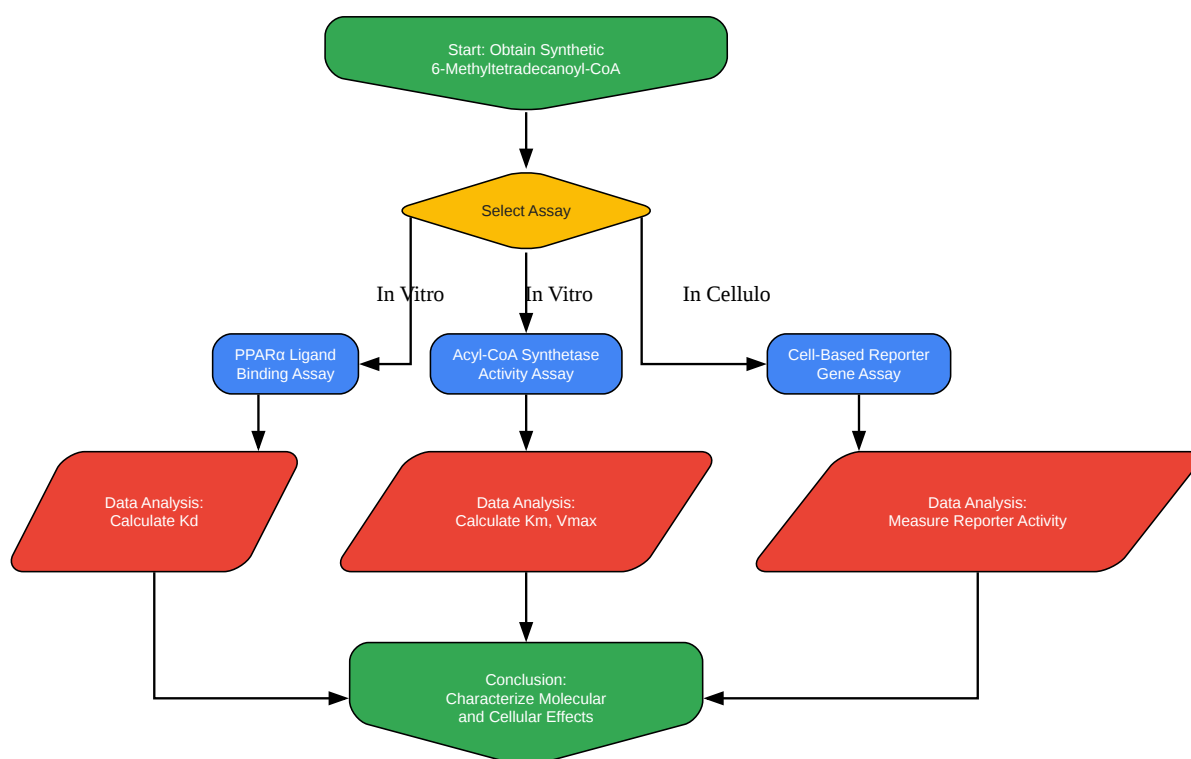 Start: Obtain Synthetic
6-Methyltetradecanoyl-CoA
Select Assay
In Vitro
In Vitro
In Cellulo
PPARα Ligand
Binding Assay
Acyl-CoA Synthetase
Activity Assay
Cell-Based Reporter
Gene Assay
Data Analysis:
Calculate Kd
Data Analysis:
Calculate Km, Vmax
Data Analysis:
Measure Reporter Activity
Conclusion:
Characterize Molecular
and Cellular Effects